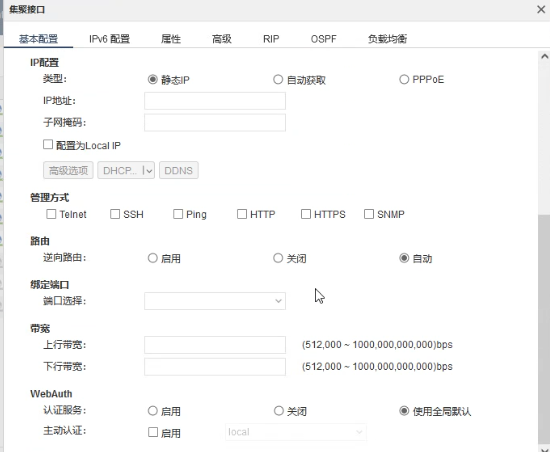 集聚接口
基本配置 IPv6 配置 属性 高级 RIP OSPF 负载均衡
IP配置
类型: 静态IP 自动获取 PPPoE
IP地址:
子网掩码:
配置为Local IP
高级选项 DHCP... DDNS
管理方式
Telnet SSH Ping HTTP HTTPS SNMP
路由
逆向路由: 启用 关闭 自动
绑定端口
端口选择:
带宽
上行带宽: (512,000 ~ 1000,000,000,000)bps
下行带宽: (512,000 ~ 1000,000,000,000)bps
WebAuth
认证服务: 启用 关闭 使用全局默认
主动认证: 启用 local